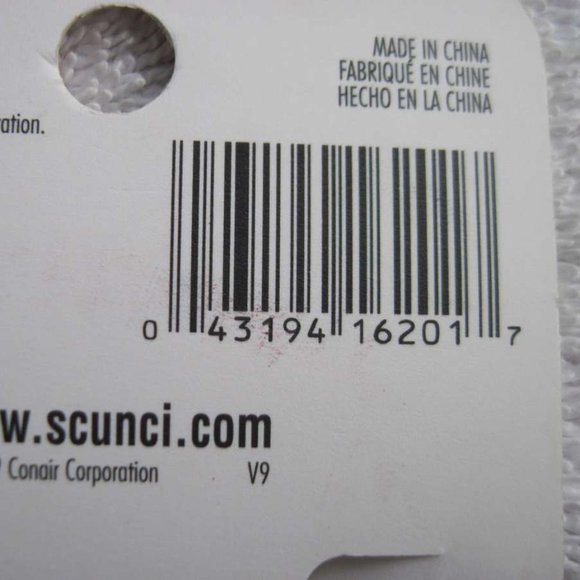 MADE IN CHINA
FABRIQUÉ EN CHINE
HECHO EN LA CHINA
0 43194 16201 7
w.scunci.com
Conair Corporation V9